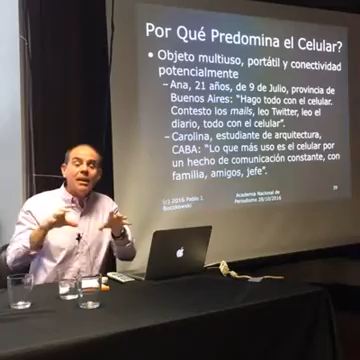 Por Qué Predomina el Celular?
• Objeto multiuso, portátil y conectividad
potencialmente
– Ana, 21 años, de 9 de Julio, provincia de
Buenos Aires: “Hago todo con el celular.
Contesto los mails, leo Twitter, leo el
diario, todo con el celular”.
– Carolina, estudiante de arquitectura,
CABA: “Lo que más uso es el celular por
un hecho de comunicación constante, con
familia, amigos, jefe”.
(c) 2016 Pablo J.
Boczkowski
Academia Nacional de
Periodismo 28/10/2016